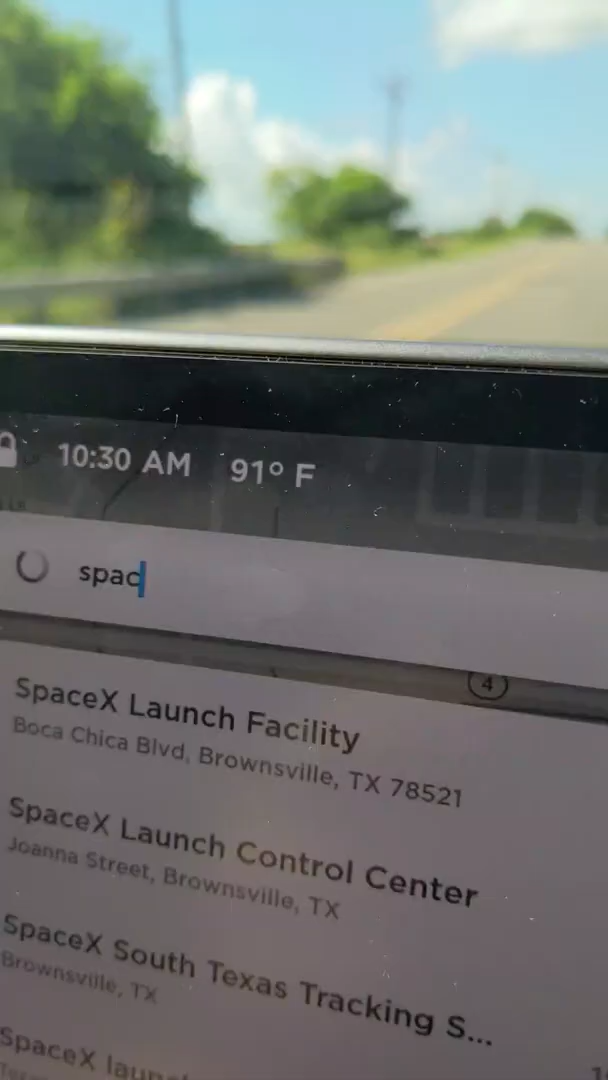 10:30 AM 91° F
spac
4
SpaceX Launch Facility
Boca Chica Blvd, Brownsville, TX 78521
SpaceX Launch Control Center
Joanna Street, Brownsville, TX
SpaceX South Texas Tracking S...
Brownsville, TX
SpaceX